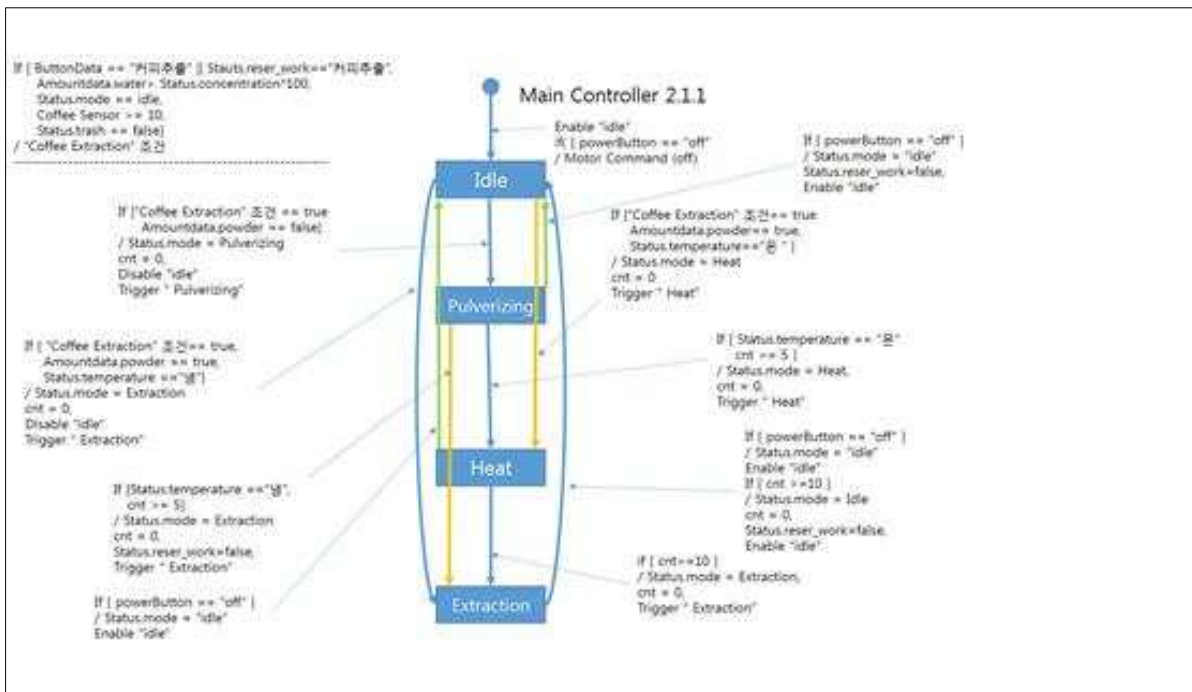 If [ ButtonData == "커피추출" || Stauts.reser_work=="커피추출",
Amountdata.water> Status.concentration*100,
Status.mode == idle,
Coffee Sensor >= 10,
Status.trash == false]
/ "Coffee Extraction" 조건
Main Controller 2.1.1
Enable "idle"
if [ powerButton == "off"
/ Motor Command (off)
If [ powerButton == "off" ]
/ Status.mode = "idle"
Status.reser_work=false,
Enable "idle"
Idle
If ["Coffee Extraction" 조건 == true
Amountdata.powder == false]
/ Status.mode = Pulverizing
cnt = 0,
Disable "idle"
Trigger " Pulverizing"
If ["Coffee Extraction" 조건== true
Amountdata.powder== true,
Status.temperature=="온" ]
/ Status.mode = Heat
cnt = 0
Trigger " Heat"
Pulverizing
If [ "Coffee Extraction" 조건== true,
Amountdata.powder == true,
Status.temperature =="냉"]
/ Status.mode = Extraction
cnt = 0,
Disable "idle"
Trigger " Extraction"
If [ Status.temperature == "온"
cnt >= 5 ]
/ Status.mode = Heat,
cnt = 0,
Trigger " Heat"
Heat
If [ powerButton == "off" ]
/ Status.mode = "idle"
Enable "idle"
If [ cnt >=10 ]
/ Status.mode = Idle
cnt = 0,
Status.reser_work=false,
Enable "idle"
If [Status.temperature =="냉",
cnt >= 5]
/ Status.mode = Extraction
cnt = 0,
Status.reser_work=false,
Trigger " Extraction"
if [ cnt>=10 ]
/ Status.mode = Extraction,
cnt = 0,
Trigger " Extraction"
Extraction
If [ powerButton == "off" ]
/ Status.mode = "idle"
Enable "idle"